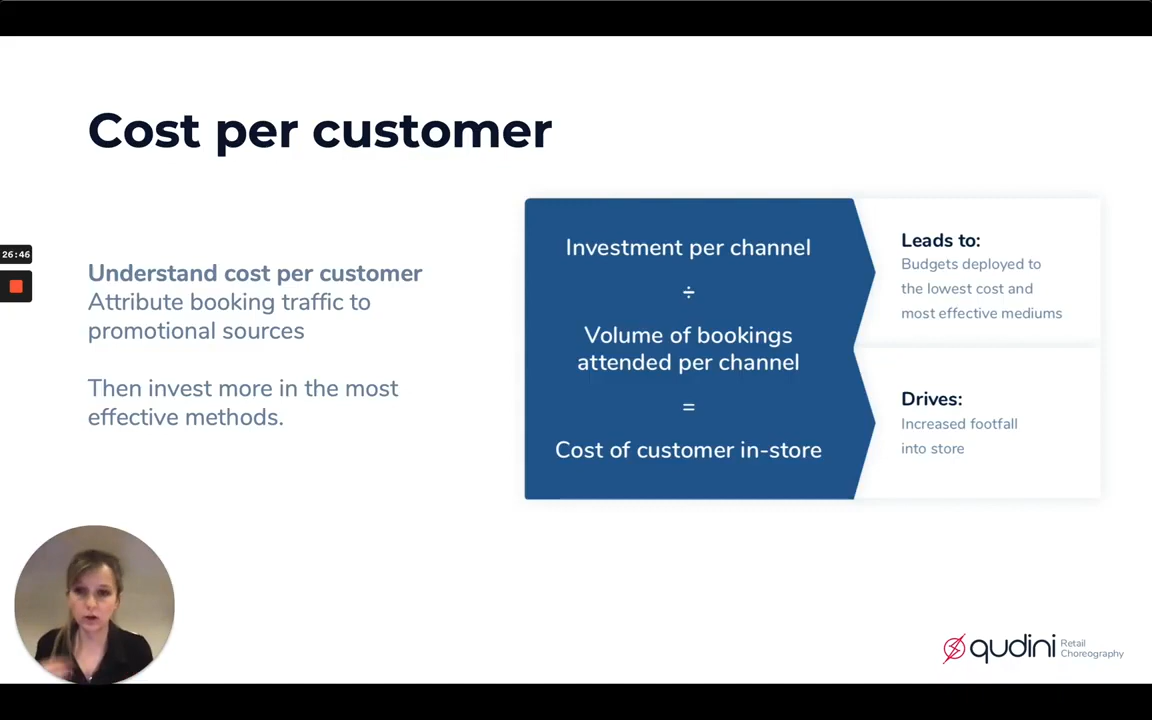 Cost per customer
26:46
Understand cost per customer
Attribute booking traffic to
promotional sources
Then invest more in the most
effective methods.
Investment per channel
÷
Volume of bookings
attended per channel
=
Cost of customer in-store
Leads to:
Budgets deployed to
the lowest cost and
most effective mediums
Drives:
Increased footfall
into store
qudini
Retail
Choreography